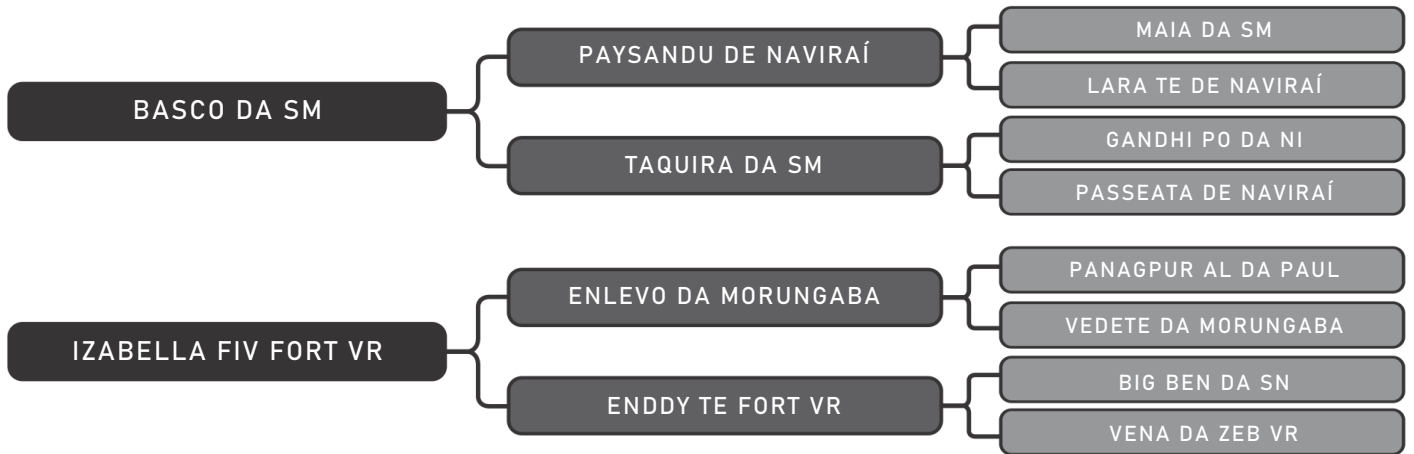 BASCO DA SM
PAYSANDU DE NAVIRAÍ
MAIA DA SM
LARA TE DE NAVIRAÍ
TAQUIRA DA SM
GANDHI PO DA NI
PASSEATA DE NAVIRAÍ
IZABELLA FIV FORT VR
ENLEVO DA MORUNGABA
PANAGPUR AL DA PAUL
VEDETE DA MORUNGABA
ENDDY TE FORT VR
BIG BEN DA SN
VENA DA ZEB VR